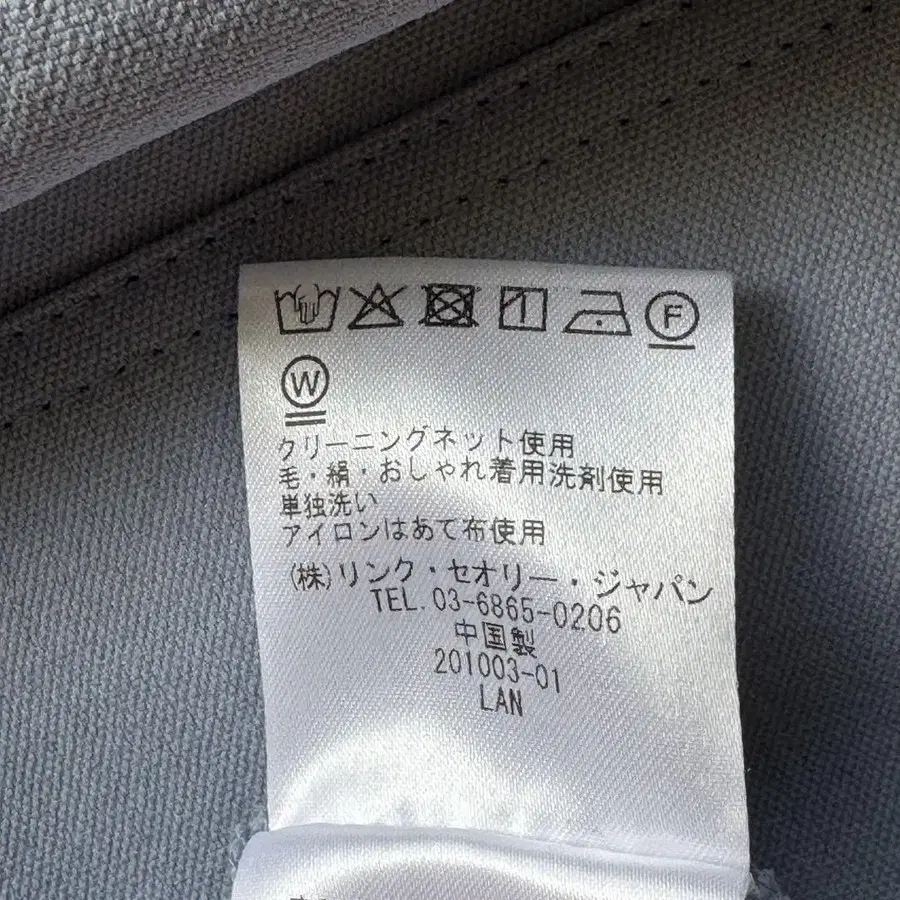 F
W
クリーニングネット使用
毛・絹・おしゃれ着用洗剤使用
単独洗い
アイロンはあて布使用
(株)リンク・セオリー・ジャパン
TEL. 03-6865-0206
中国製
201003-01
LAN